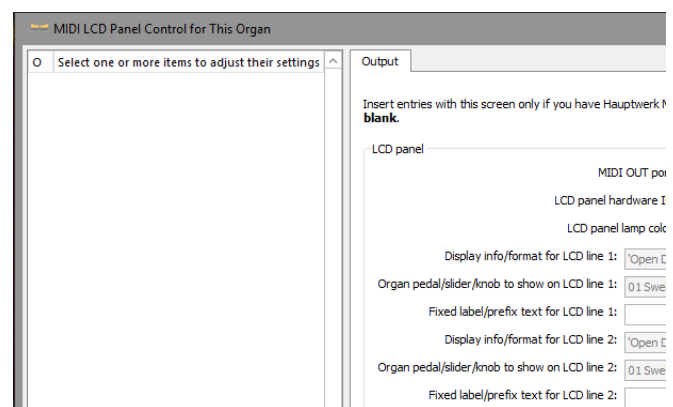 MIDI LCD Panel Control for This Organ
O Select one or more items to adjust their settings
Output
Insert entries with this screen only if you have Hauptwerk
blank.
LCD panel
MIDI OUT por
LCD panel hardware I
LCD panel lamp colo
Display info/format for LCD line 1: 'Open D
Organ pedal/slider/knob to show on LCD line 1: 01 Swe
Fixed label/prefix text for LCD line 1:
Display info/format for LCD line 2: 'Open D
Organ pedal/slider/knob to show on LCD line 2: 01 Swe
Fixed label/prefix text for LCD line 2: